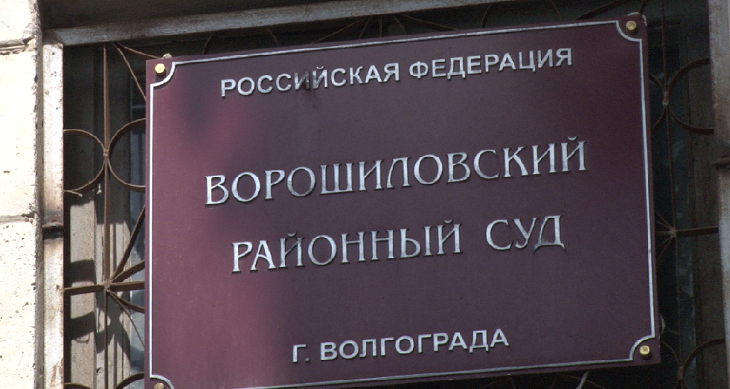 РОССИЙСКАЯ ФЕДЕРАЦИЯ
ВОРОШИЛОВСКИЙ
РАЙОННЫЙ СУД
Г. ВОЛГОГРАДА